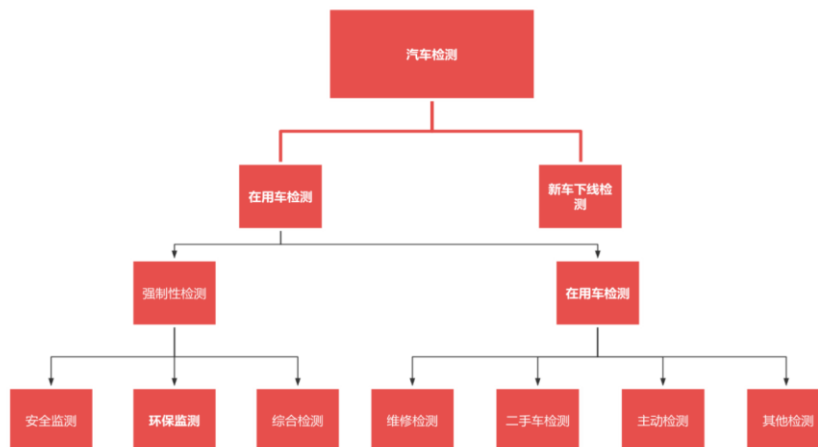 汽车检测
在用车检测
新车下线检
测
强制性检测
在用车检测
安全监测
环保监测
综合检测
维修检测
二手车检测
主动检测
其他检测